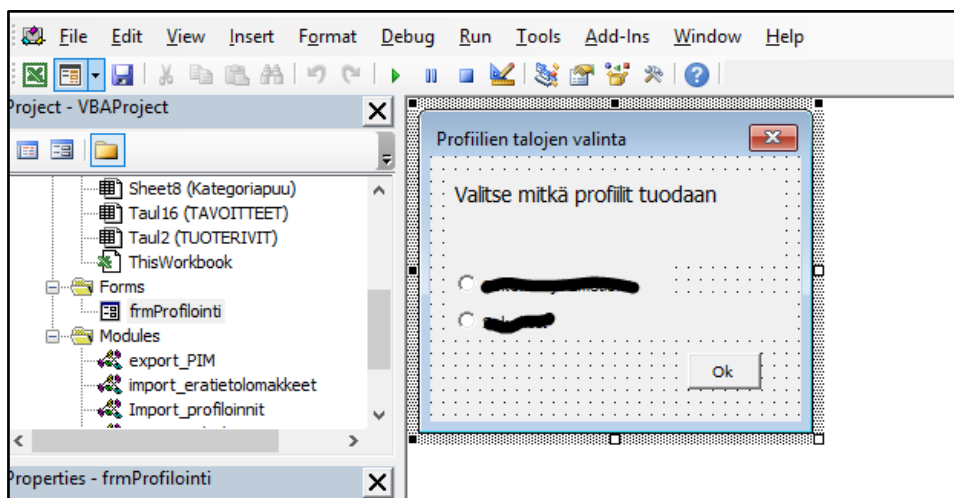 File Edit View Insert Format Debug Run Tools Add-Ins Window Help
Project - VBAProject
Sheet8 (Kategoriapuu)
Taul16 (TAVOITTEET)
Taul2 (TUOTERIVIT)
ThisWorkbook
Forms
frmProfilointi
Modules
export_PIM
import_eratietolomakkeet
Import_profiloinnit
Properties - frmProfilointi
Profiilien talojen valinta
Valitse mitkä profiilit tuodaan
Ok